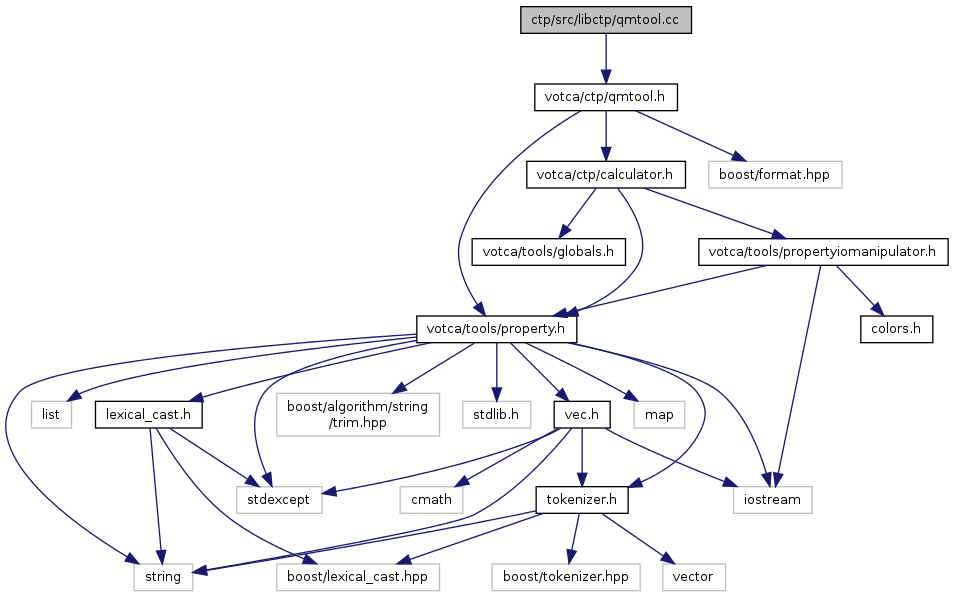 ctp/src/libctp/qmtool.cc
votca/ctp/qmtool.h
votca/ctp/calculator.h
boost/format.hpp
votca/tools/globals.h
votca/tools/propertyiomanipulator.h
votca/tools/property.h
colors.h
list
lexical_cast.h
boost/algorithm/string
/trim.hpp
stdlib.h
vec.h
map
stdexcept
cmath
tokenizer.h
iostream
string
boost/lexical_cast.hpp
boost/tokenizer.hpp
vector